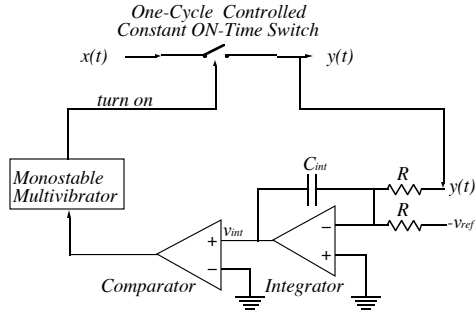 One-Cycle Controlled
Constant ON-Time Switch
x(t)
y(t)
turn on
Monostable
Multivibrator
Cint
R
y(t)
R
-vref
vint
+
−
−
+
Comparator
Integrator